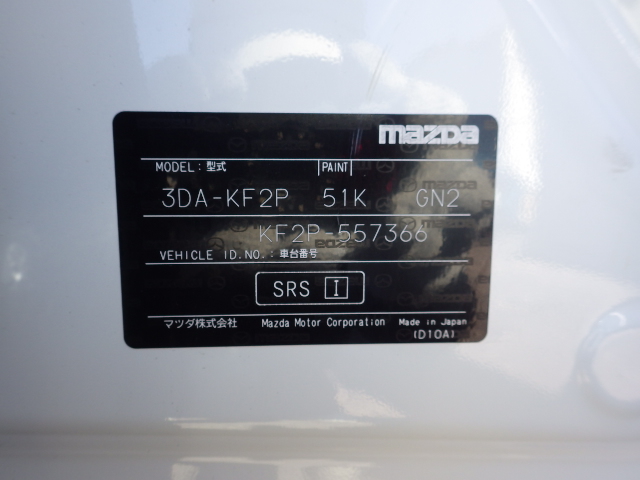 mazda
MODEL: 型式 PAINT
3DA-KF2P 51K GN2
KF2P-557366
VEHICLE ID.NO.: 車台番号
SRS I
マツダ株式会社 Mazda Motor Corporation Made in Japan
(D10A)